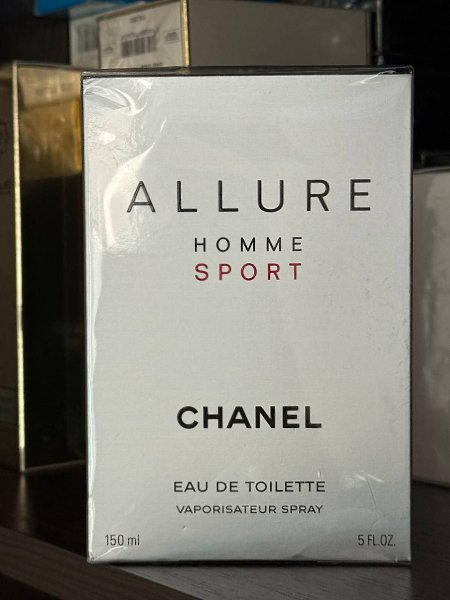 ALLURE
HOMME
SPORT
CHANEL
EAU DE TOILETTE
VAPORISATEUR SPRAY
150 ml 5 FL.OZ.